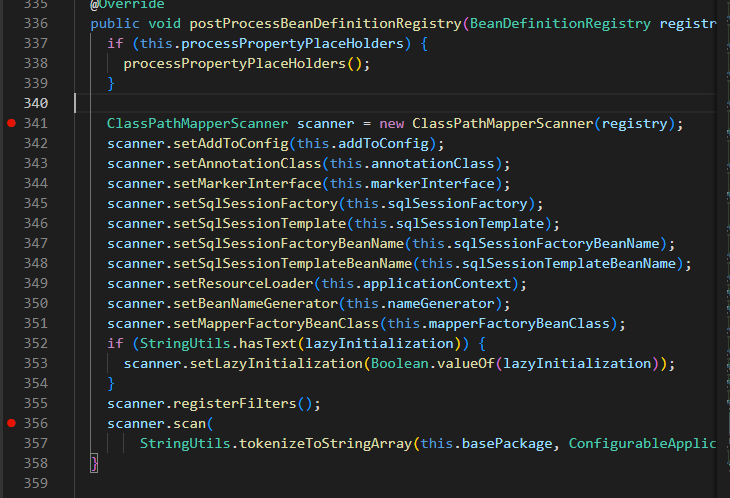 335 @Override
336 public void postProcessBeanDefinitionRegistry(BeanDefinitionRegistry registr
337 if (this.processPropertyPlaceHolders) {
338 processPropertyPlaceHolders();
339 }
340
341 ClassPathMapperScanner scanner = new ClassPathMapperScanner(registry);
342 scanner.setAddToConfig(this.addToConfig);
343 scanner.setAnnotationClass(this.annotationClass);
344 scanner.setMarkerInterface(this.markerInterface);
345 scanner.setSqlSessionFactory(this.sqlSessionFactory);
346 scanner.setSqlSessionTemplate(this.sqlSessionTemplate);
347 scanner.setSqlSessionFactoryBeanName(this.sqlSessionFactoryBeanName);
348 scanner.setSqlSessionTemplateBeanName(this.sqlSessionTemplateBeanName);
349 scanner.setResourceLoader(this.applicationContext);
350 scanner.setBeanNameGenerator(this.nameGenerator);
351 scanner.setMapperFactoryBeanClass(this.mapperFactoryBeanClass);
352 if (StringUtils.hasText(lazyInitialization)) {
353 scanner.setLazyInitialization(Boolean.valueOf(lazyInitialization));
354 }
355 scanner.registerFilters();
356 scanner.scan(
357 StringUtils.tokenizeToStringArray(this.basePackage, ConfigurableApplic
358 }
359